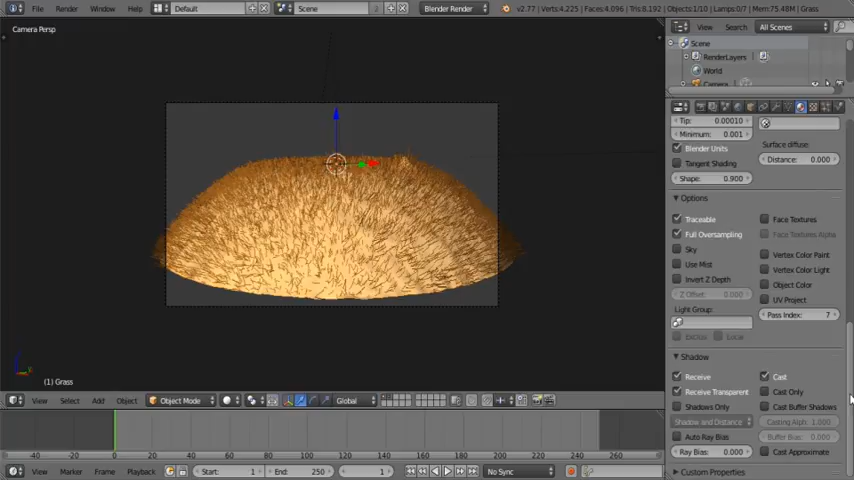 File Render Window Help Default Scene 2 Blender Render v2.77 | Verts:4,225 | Faces:4,096 | Tris:8,192 | Objects:1/10 | Lamps:0/7 | Mem:75.48M | Grass
View Search All Scenes
Camera Persp
Scene
RenderLayers
World
Camera
Tip: 0.00010
Minimum: 0.001
Blender Units
Surface diffuse:
Tangent Shading
Distance: 0.000
Shape: 0.900
Options
Traceable
Face Textures
Full Oversampling
Face Textures Alpha
Sky
Vertex Color Paint
Use Mist
Vertex Color Light
Invert Z Depth
Object Color
Z Offset: 0.000
UV Project
Light Group:
Pass Index: 7
Exclus
Local
Shadow
Receive
Cast
Receive Transparent
Cast Only
Shadows Only
Cast Buffer Shadows
Shadow and Distance
Casting Alph: 1.000
Auto Ray Bias
Buffer Bias: 0.000
Ray Bias: 0.000
Cast Approximate
Custom Properties
(1) Grass
View Select Add Object Object Mode Global
-40 -20 0 20 40 60 80 100 120 140 160 180 200 220 240 260
View Marker Frame Playback Start: 1 End: 250 1 No Sync